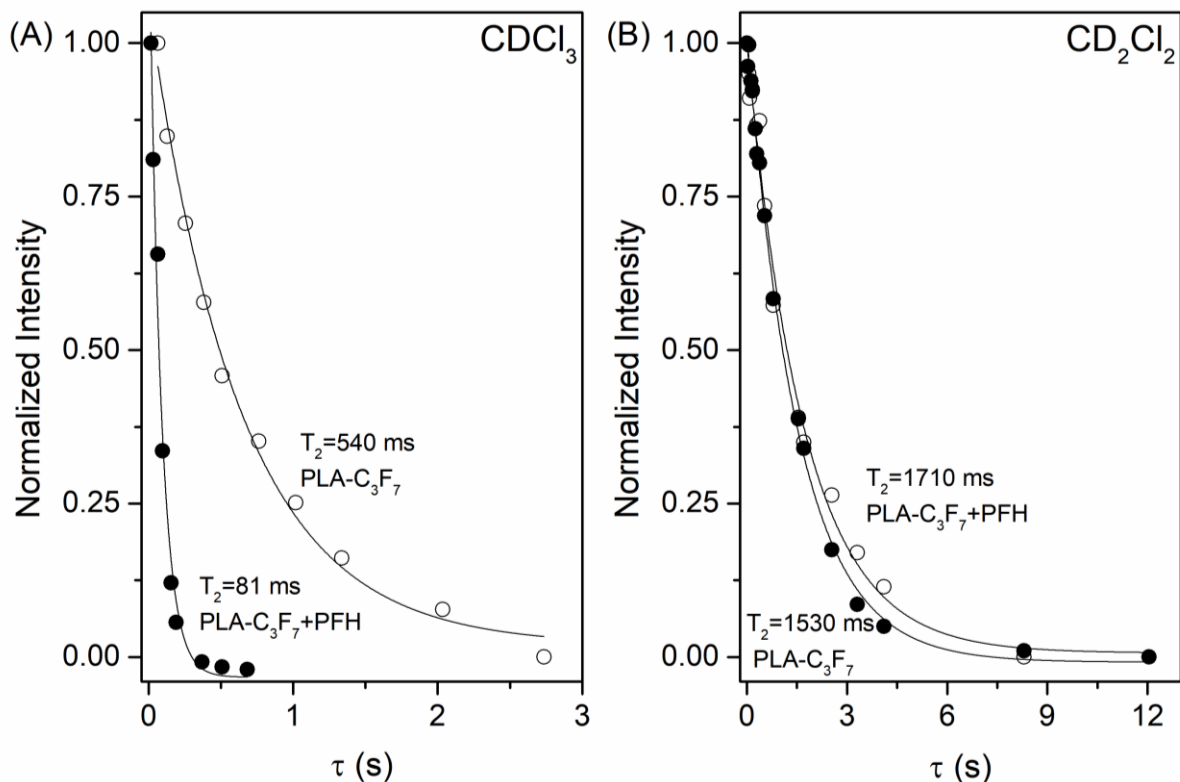 (A)
CDCl₃
1.00
0.75
0.50
0.25
0.00
Normalized Intensity
T₂=540 ms
PLA-C₃F₇
T₂=81 ms
PLA-C₃F₇+PFH
0 1 2 3
τ (s)
(B)
CD₂Cl₂
1.00
0.75
0.50
0.25
0.00
Normalized Intensity
T₂=1710 ms
PLA-C₃F₇+PFH
T₂=1530 ms
PLA-C₃F₇
0 3 6 9 12
τ (s)